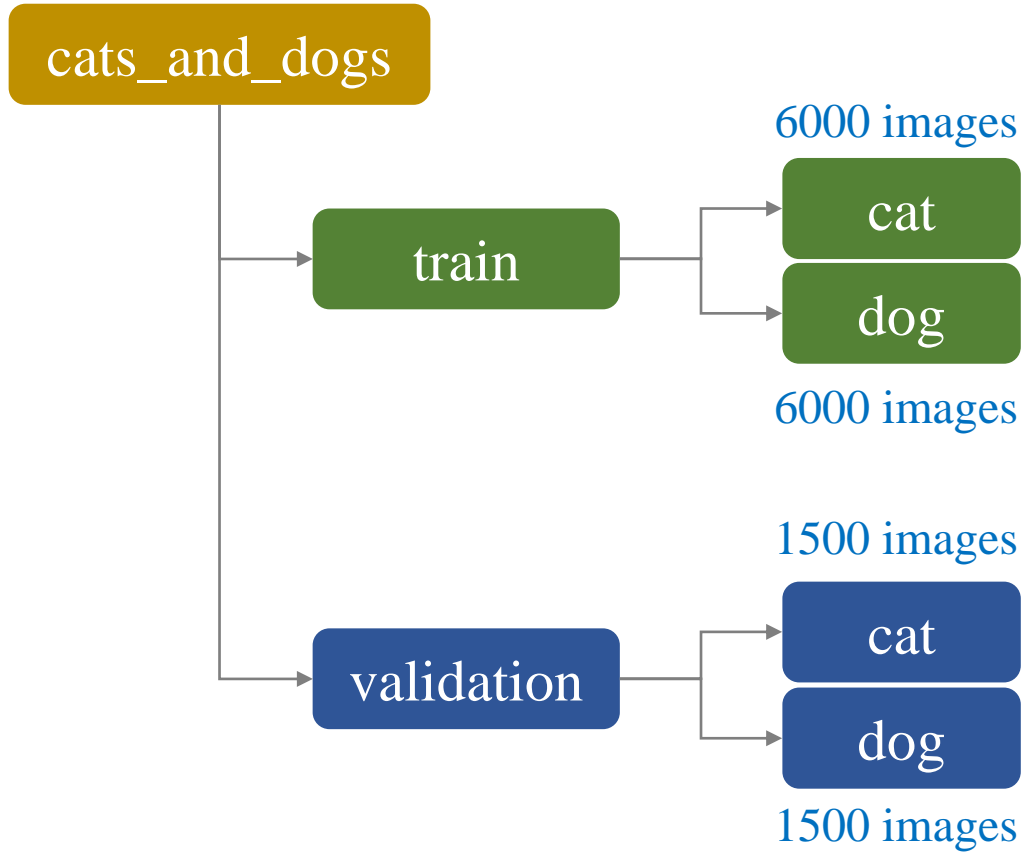 cats_and_dogs
6000 images
cat
train
dog
6000 images
1500 images
cat
validation
dog
1500 images